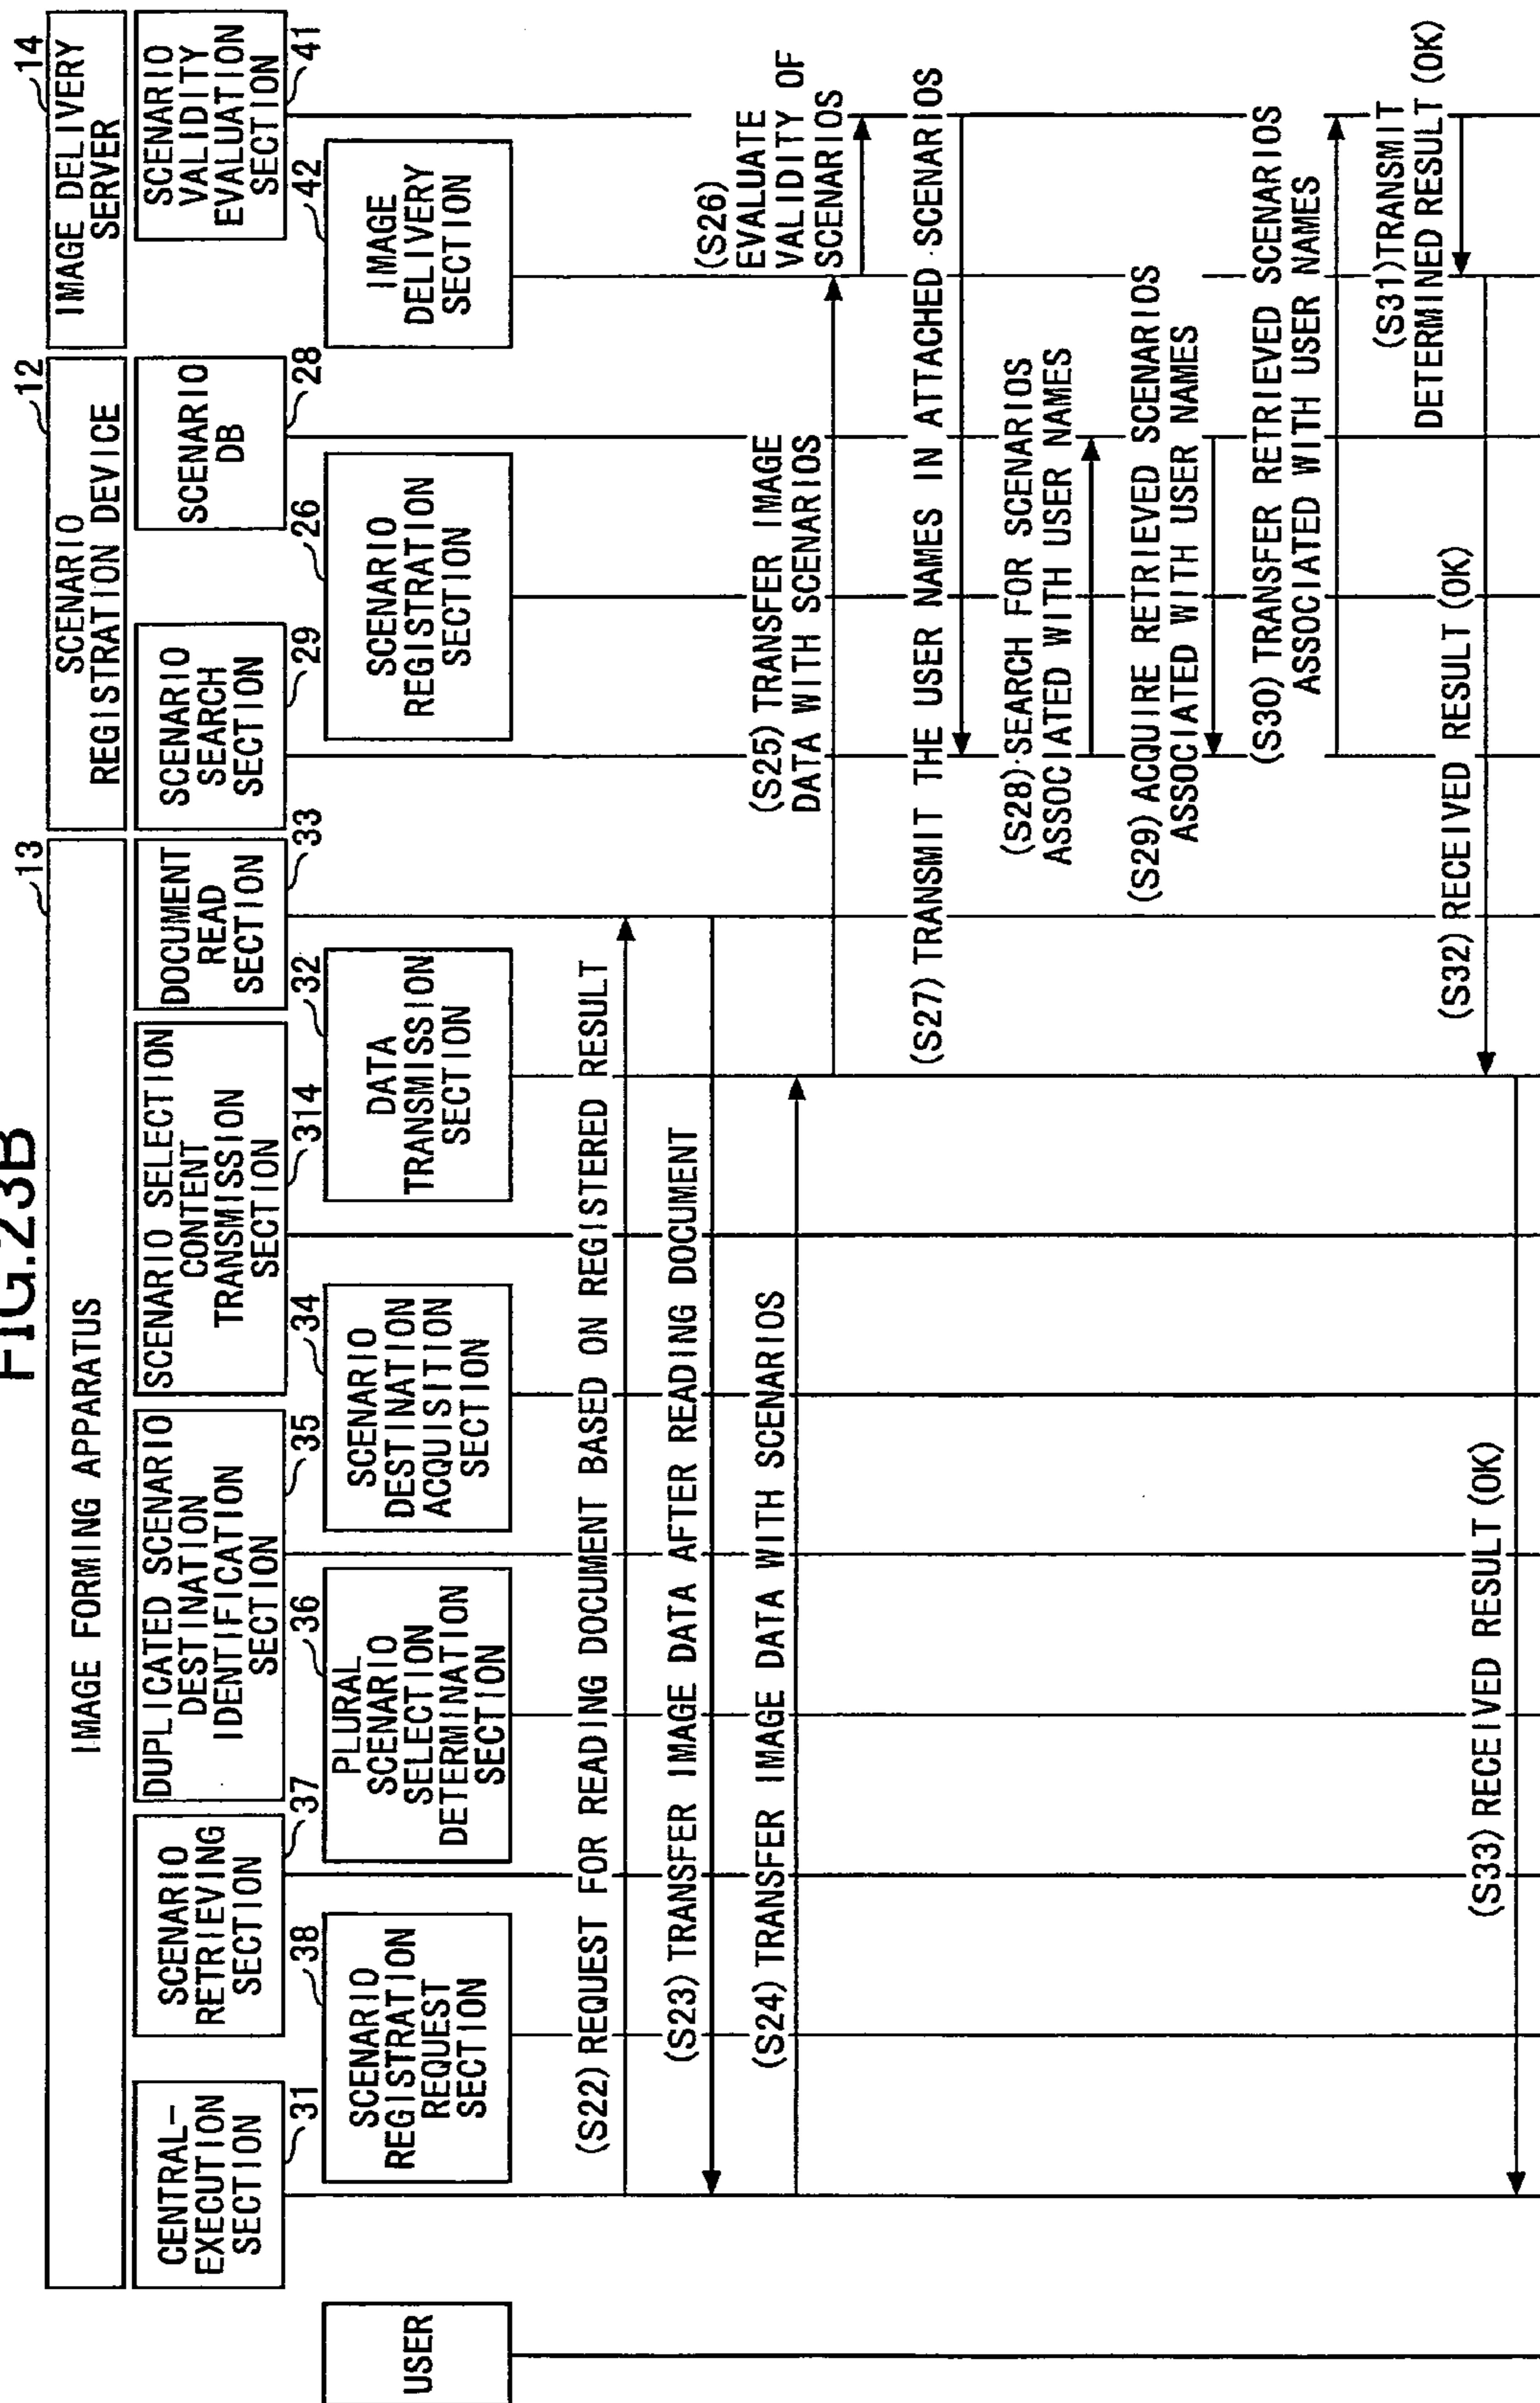 FIG.23B
IMAGE FORMING APPARATUS
13
SCENARIO
REGISTRATION DEVICE
12
IMAGE DELIVERY
SERVER
14
CENTRAL-
EXECUTION
SECTION
31
SCENARIO
RETRIEVING
SECTION
37
DUPLICATED SCENARIO
DESTINATION
IDENTIFICATION
SECTION
35
SCENARIO SELECTION
CONTENT
TRANSMISSION
SECTION
314
DOCUMENT
READ
SECTION
33
SCENARIO
SEARCH
SECTION
29
SCENARIO
DB
28
SCENARIO
VALIDITY
EVALUATION
SECTION
41
USER
SCENARIO
REGISTRATION
REQUEST
SECTION
38
PLURAL
SCENARIO
SELECTION
DETERMINATION
SECTION
36
SCENARIO
DESTINATION
ACQUISITION
SECTION
34
DATA
TRANSMISSION
SECTION
32
SCENARIO
REGISTRATION
SECTION
26
IMAGE
DELIVERY
SECTION
42
(S22) REQUEST FOR READING DOCUMENT BASED ON REGISTERED RESULT
(S23) TRANSFER IMAGE DATA AFTER READING DOCUMENT
(S24) TRANSFER IMAGE DATA WITH SCENARIOS
(S25) TRANSFER IMAGE
DATA WITH SCENARIOS
(S26)
EVALUATE
VALIDITY OF
SCENARIOS
(S27) TRANSMIT THE USER NAMES IN ATTACHED SCENARIOS
(S28) SEARCH FOR SCENARIOS
ASSOCIATED WITH USER NAMES
(S29) ACQUIRE RETRIEVED SCENARIOS
ASSOCIATED WITH USER NAMES
(S30) TRANSFER RETRIEVED SCENARIOS
ASSOCIATED WITH USER NAMES
(S31) TRANSMIT
DETERMINED RESULT (OK)
(S32) RECEIVED RESULT (OK)
(S33) RECEIVED RESULT (OK)